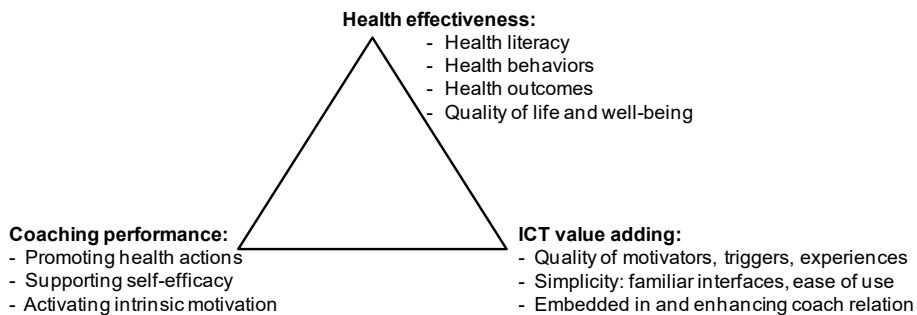 Health effectiveness:
- Health literacy
- Health behaviors
- Health outcomes
- Quality of life and well-being
Coaching performance:
- Promoting health actions
- Supporting self-efficacy
- Activating intrinsic motivation
ICT value adding:
- Quality of motivators, triggers, experiences
- Simplicity: familiar interfaces, ease of use
- Embedded in and enhancing coach relation